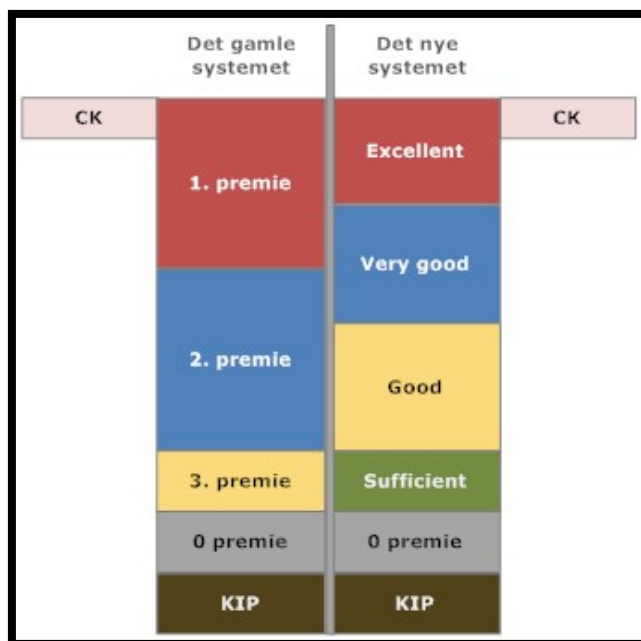 Det gamle
systemet
Det nye
systemet
CK
1. premie
2. premie
3. premie
0 premie
KIP
Excellent
Very good
Good
Sufficient
0 premie
KIP
CK